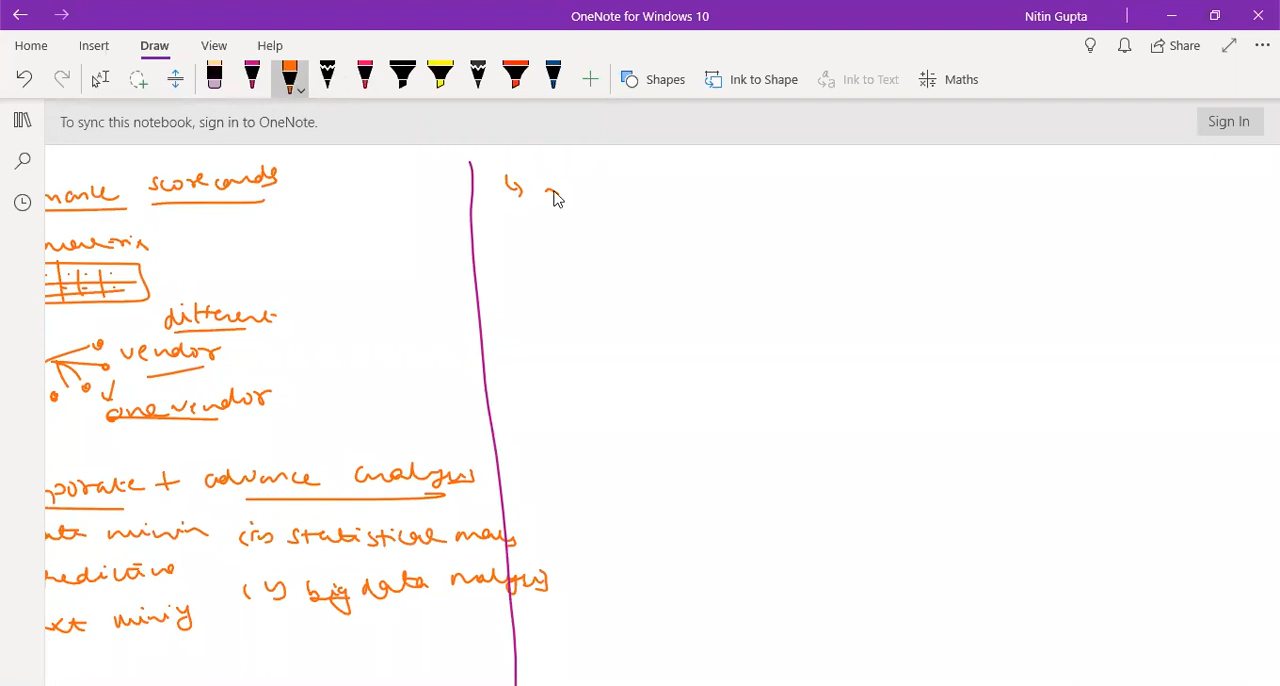 OneNote for Windows 10
Nitin Gupta
Home Insert Draw View Help
Share
Shapes Ink to Shape Ink to Text Maths
To sync this notebook, sign in to OneNote.
Sign In
scorecards
different
vendor
one vendor
porate + advance analysis
statistical
big data